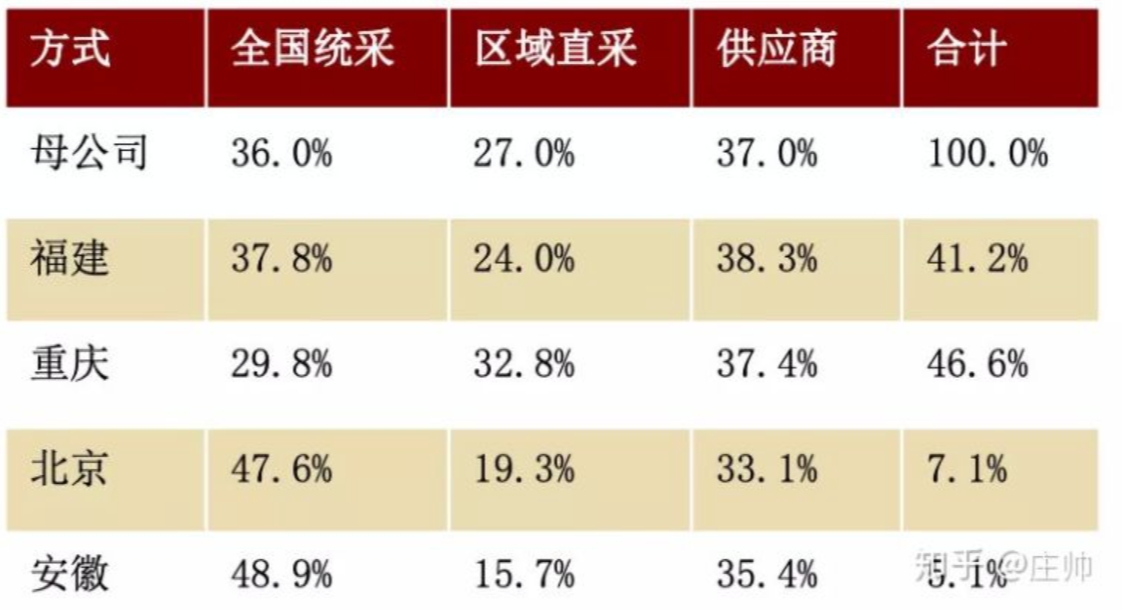 方式 全国统采 区域直采 供应商 合计
母公司 36.0% 27.0% 37.0% 100.0%
福建 37.8% 24.0% 38.3% 41.2%
重庆 29.8% 32.8% 37.4% 46.6%
北京 47.6% 19.3% 33.1% 7.1%
安徽 48.9% 15.7% 35.4% 5.1%
知乎 @庄帅